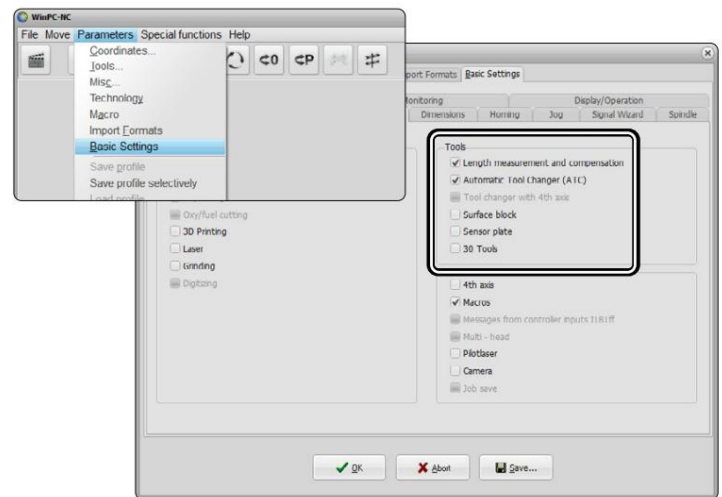 WinPC-NC
File Move Parameters Special functions Help
Coordinates...
Tools...
Misc...
Technology
Macro
Import Formats
Basic Settings
Save profile
Save profile selectively
Load profile
port Formats Basic Settings
onitoring Display/Operation
Dimensions Homing Jog Signal Wizard Spindle
Tools
Length measurement and compensation
Automatic Tool Changer (ATC)
Tool changer with 4th axis
Surface block
Sensor plate
30 Tools
Oxy/fuel cutting
3D Printing
Laser
Grinding
Digitizing
4th axis
Macros
Messages from controller inputs I181ff
Multi - head
Pilotlaser
Camera
Job save
OK Abort Save...